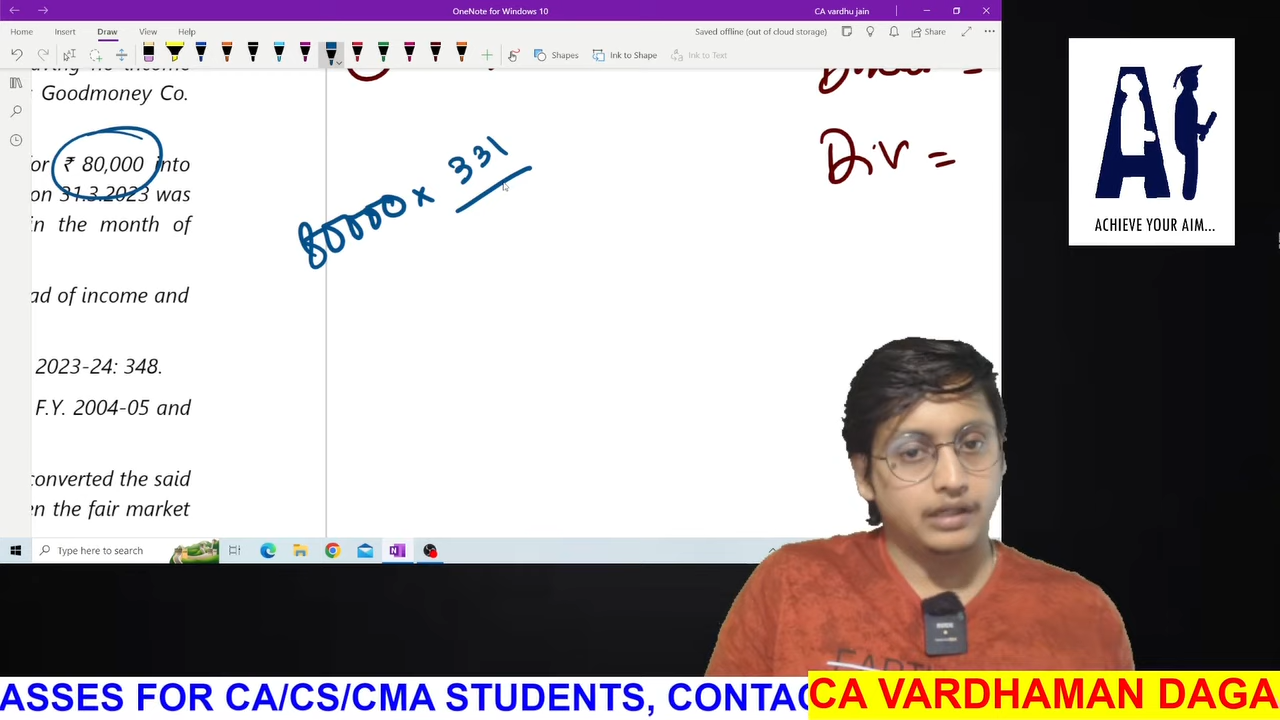 OneNote for Windows 10
CA vardhu jain
Home Insert Draw View Help
Saved offline (out of cloud storage)
Share
Shapes
Ink to Shape
Ink to Text
Goodmoney Co.
₹ 80,000 into
on 31.3.2023 was
in the month of
ad of income and
2023-24: 348.
F.Y. 2004-05 and
converted the said
en the fair market
80000 × 331
Div =
ACHIEVE YOUR AIM...
Type here to search
ASSES FOR CA/CS/CMA STUDENTS, CONTAC
CA VARDHAMAN DAGA